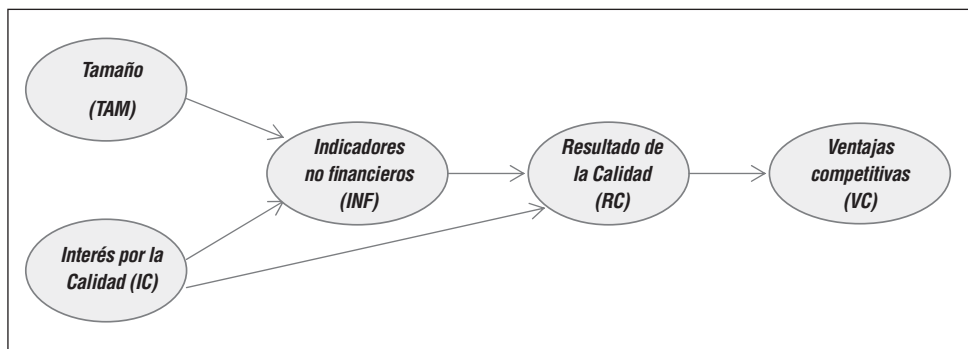 Tamaño
(TAM)
Indicadores
no financieros
(INF)
Resultado de
la Calidad
(RC)
Ventajas
competitivas
(VC)
Interés por la
Calidad (IC)